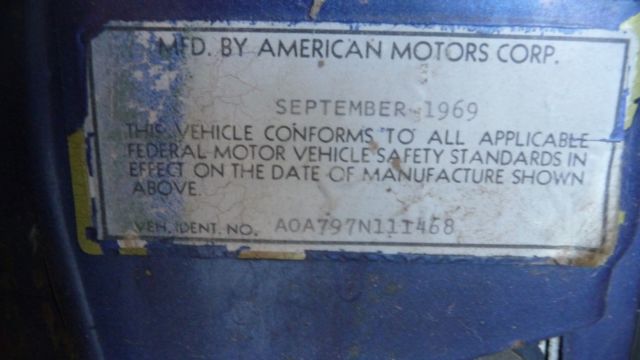 MFD. BY AMERICAN MOTORS CORP.
SEPTEMBER 1969
THIS VEHICLE CONFORMS TO ALL APPLICABLE
FEDERAL MOTOR VEHICLE SAFETY STANDARDS IN
EFFECT ON THE DATE OF MANUFACTURE SHOWN
ABOVE.
VEH. IDENT. NO. A0A797N111468